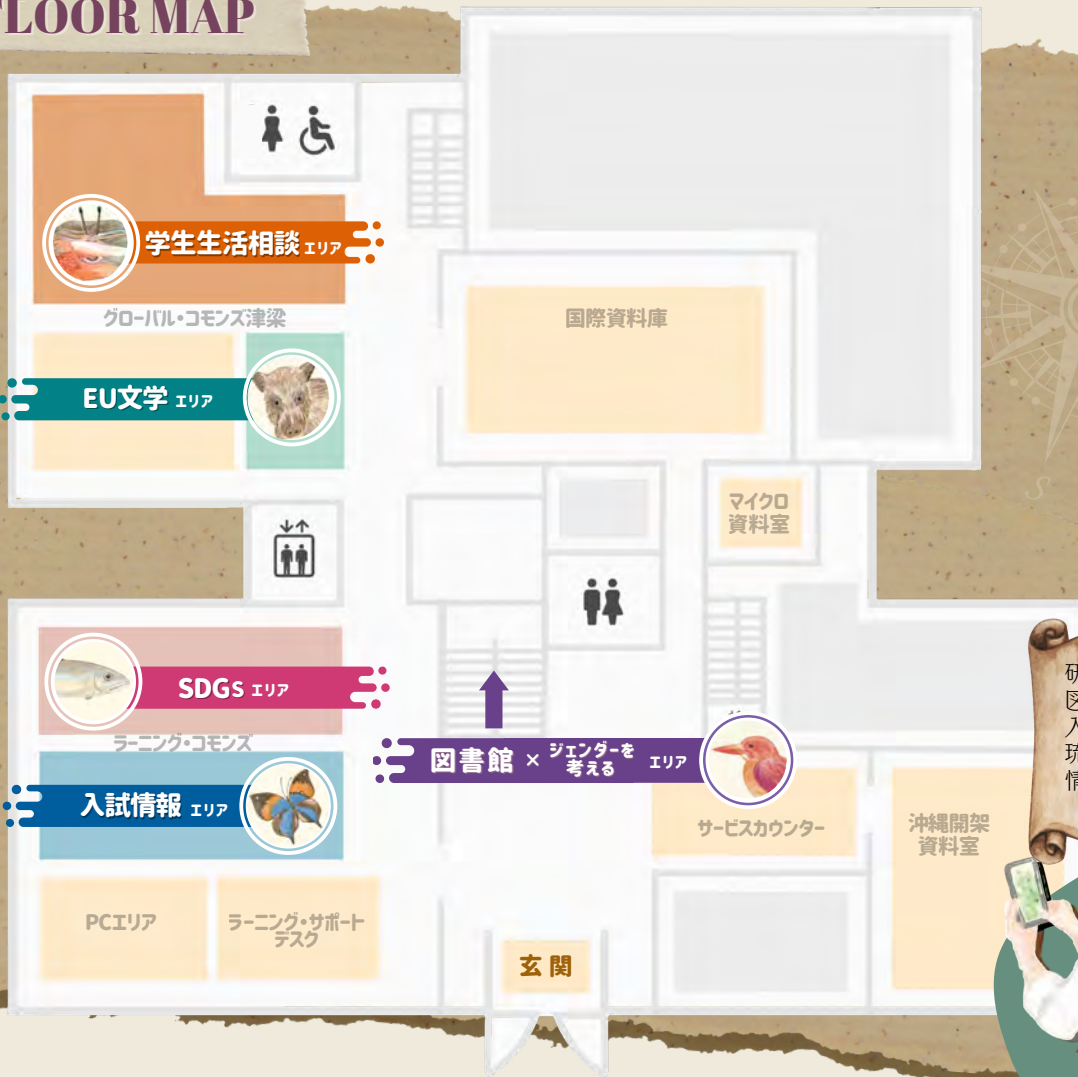 FLOOR MAP
学生生活相談 エリア
グローバル・コモンズ津梁
国際資料庫
EU文学 エリア
マイクロ
資料室
SDGs エリア
ラーニング・コモンズ
図書館 × ジェンダーを
考える エリア
入試情報 エリア
サービスカウンター
沖縄開架
資料室
PCエリア
ラーニング・サポート
デスク
玄関
S
研
図
入
琉
情